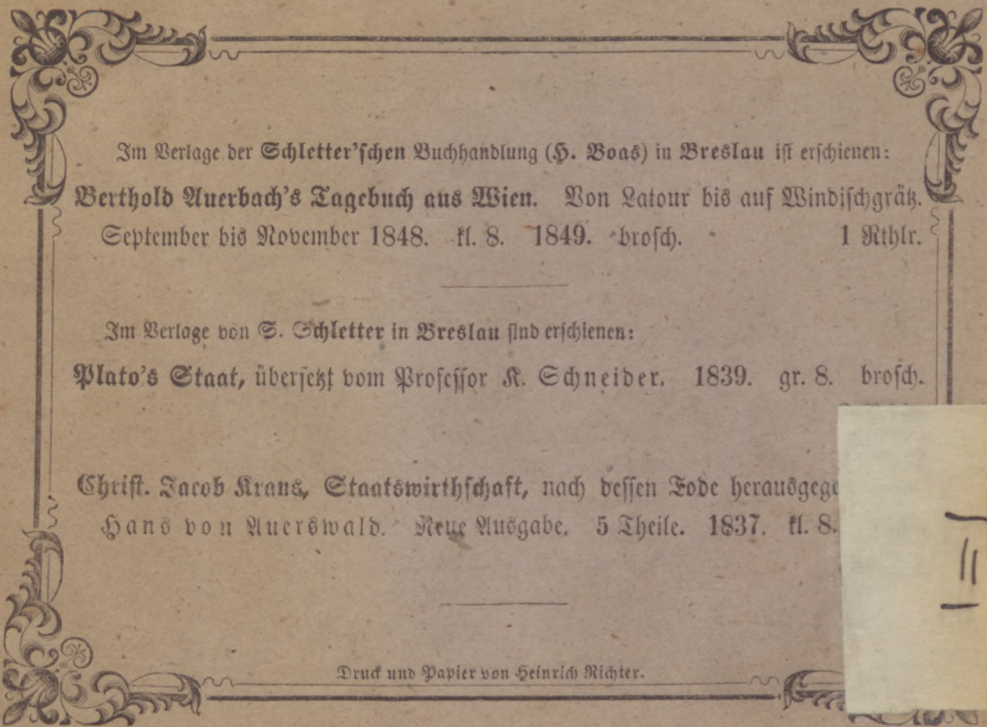 Im Verlage der Schletter'schen Buchhandlung (H. Boas) in Breslau ist erschienen:
Berthold Auerbach's Tagebuch aus Wien. Von Latour bis auf Windischgrätz.
September bis November 1848. kl. 8. 1849. brosch. 1 Rthlr.
Im Verlage von S. Schletter in Breslau sind erschienen:
Plato's Staat, übersetzt vom Professor K. Schneider. 1839. gr. 8. brosch.
Christ. Jacob Kraus, Staatswirthschaft, nach dessen Tode herausgege
Hans von Auerswald. Neue Ausgabe. 5 Theile. 1837. kl. 8.
Druck und Papier von Heinrich Richter.